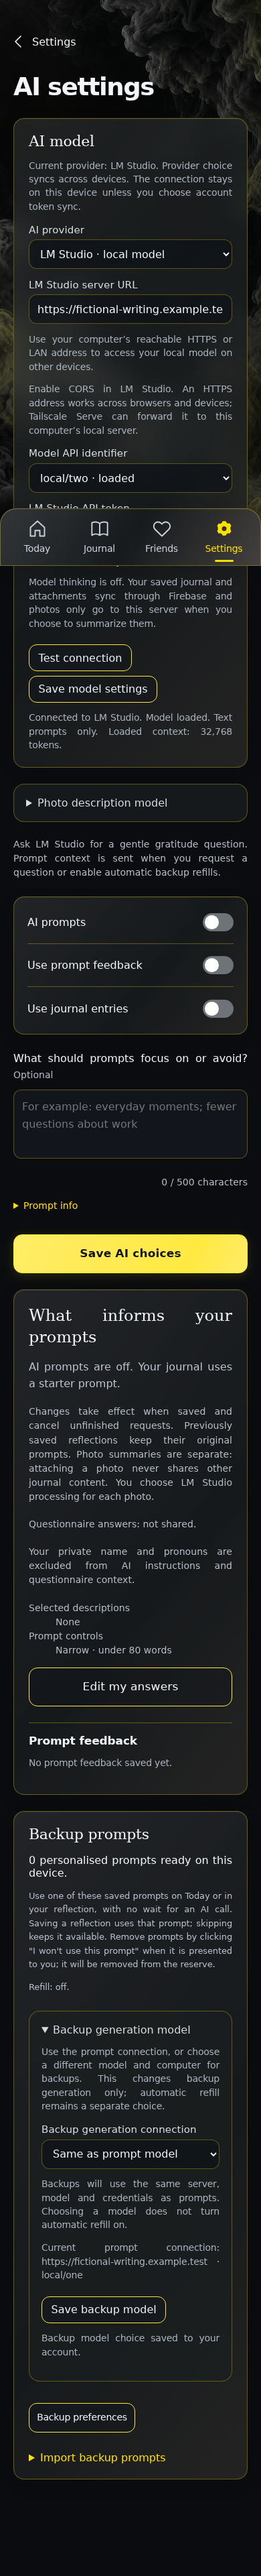 Settings
AI settings
AI model
Current provider: LM Studio. Provider choice
syncs across devices. The connection stays
on this device unless you choose account
token sync.
AI provider
LM Studio · local model
LM Studio server URL
https://fictional-writing.example.te
Use your computer's reachable HTTPS or
LAN address to access your local model on
other devices.
Enable CORS in LM Studio. An HTTPS
address works across browsers and devices;
Tailscale Serve can forward it to this
computer's local server.
Model API identifier
local/two · loaded
LM Studio API token
Today
Journal
Friends
Settings
Model thinking is off. Your saved journal and
attachments sync through Firebase and
photos only go to this server when you
choose to summarize them.
Test connection
Save model settings
Connected to LM Studio. Model loaded. Text
prompts only. Loaded context: 32,768
tokens.
Photo description model
Ask LM Studio for a gentle gratitude question.
Prompt context is sent when you request a
question or enable automatic backup refills.
AI prompts
Use prompt feedback
Use journal entries
What should prompts focus on or avoid?
Optional
For example: everyday moments; fewer
questions about work
0 / 500 characters
Prompt info
Save AI choices
What informs your
prompts
AI prompts are off. Your journal uses
a starter prompt.
Changes take effect when saved and
cancel unfinished requests. Previously
saved reflections keep their original
prompts. Photo summaries are separate:
attaching a photo never shares other
journal content. You choose LM Studio
processing for each photo.
Questionnaire answers: not shared.
Your private name and pronouns are
excluded from AI instructions and
questionnaire context.
Selected descriptions
None
Prompt controls
Narrow · under 80 words
Edit my answers
Prompt feedback
No prompt feedback saved yet.
Backup prompts
0 personalised prompts ready on this
device.
Use one of these saved prompts on Today or in
your reflection, with no wait for an AI call.
Saving a reflection uses that prompt; skipping
keeps it available. Remove prompts by clicking
"I won't use this prompt" when it is presented
to you; it will be removed from the reserve.
Refill: off.
Backup generation model
Use the prompt connection, or choose
a different model and computer for
backups. This changes backup
generation only; automatic refill
remains a separate choice.
Backup generation connection
Same as prompt model
Backups will use the same server,
model and credentials as prompts.
Choosing a model does not turn
automatic refill on.
Current prompt connection:
https://fictional-writing.example.test ·
local/one
Save backup model
Backup model choice saved to your
account.
Backup preferences
Import backup prompts